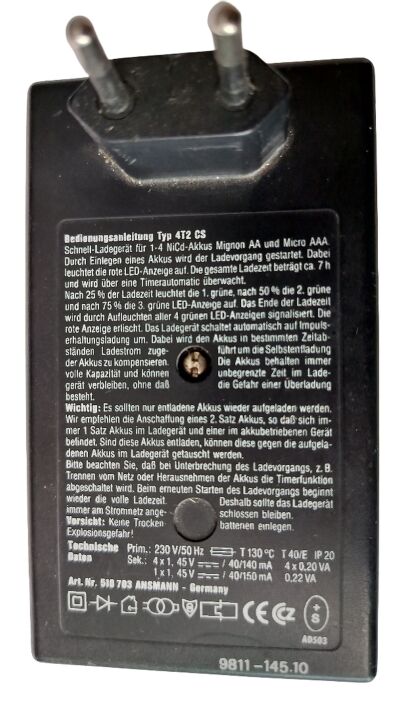 Bedienungsanleitung Typ 4T2 CS
Schnell-Ladegerät für 1-4 NiCd-Akkus Mignon AA und Micro AAA.
Durch Einlegen eines Akkus wird der Ladevorgang gestartet. Dabei
leuchtet die rote LED-Anzeige auf. Die gesamte Ladezeit beträgt ca. 7 h
und wird über eine Timerautomatic überwacht.
Nach 25 % der Ladezeit leuchtet die 1. grüne, nach 50 % die 2. grüne
und nach 75 % die 3. grüne LED-Anzeige auf. Das Ende der Ladezeit
wird durch Aufleuchten aller 4 grünen LED-Anzeigen signalisiert. Die
rote Anzeige erlischt. Das Ladegerät schaltet automatisch auf Impuls-
erhaltungsladung um. Dabei wird den Akkus in bestimmten Zeitab-
ständen Ladestrom zuge- führt um die Selbstentladung
der Akkus zu kompensieren. Die Akkus behalten immer
volle Kapazität und können unbegrenzte Zeit im Lade-
gerät verbleiben, ohne daß die Gefahr einer Überladung
besteht.
Wichtig: Es sollten nur entladene Akkus wieder aufgeladen werden.
Wir empfehlen die Anschaffung eines 2. Satz Akkus, so daß sich im-
mer 1 Satz Akkus im Ladegerät und einer im akkubetriebenen Gerät
befindet. Sind diese Akkus entladen, können diese gegen die aufgela-
denen Akkus im Ladegerät getauscht werden.
Bitte beachten Sie, daß bei Unterbrechung des Ladevorgangs, z. B.
Trennen vom Netz oder Herausnehmen der Akkus die Timerfunktion
abgeschaltet wird. Beim erneuten Starten des Ladevorgangs beginnt
wieder die volle Ladezeit. Deshalb sollte das Ladegerät
immer am Stromnetz ange- schlossen bleiben.
Vorsicht: Keine Trocken- batterien einlegen.
Explosionsgefahr!
Technische Daten Prim.: 230 V/50 Hz T 130 °C T 40/E IP 20
Sek.: 4 x 1, 45 V / 40/140 mA 4 x 0,20 VA
1 x 1, 45 V / 40/150 mA 0,22 VA
Art. Nr. 510 703 ANSMANN - Germany
CE
+
S
AD503
9811-145.10